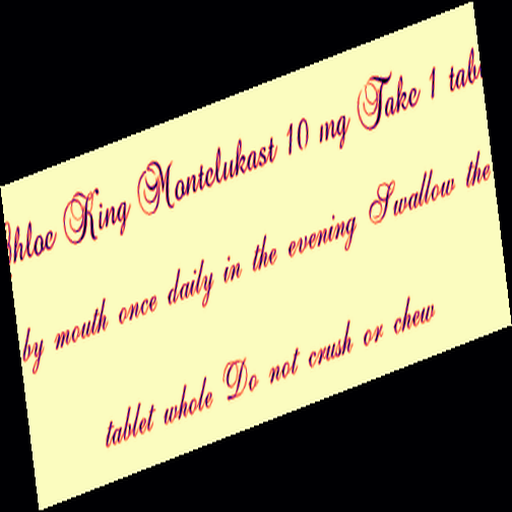 Chloe King Montelukast 10 mg Take 1 tab
by mouth once daily in the evening Swallow the
tablet whole Do not crush or chew